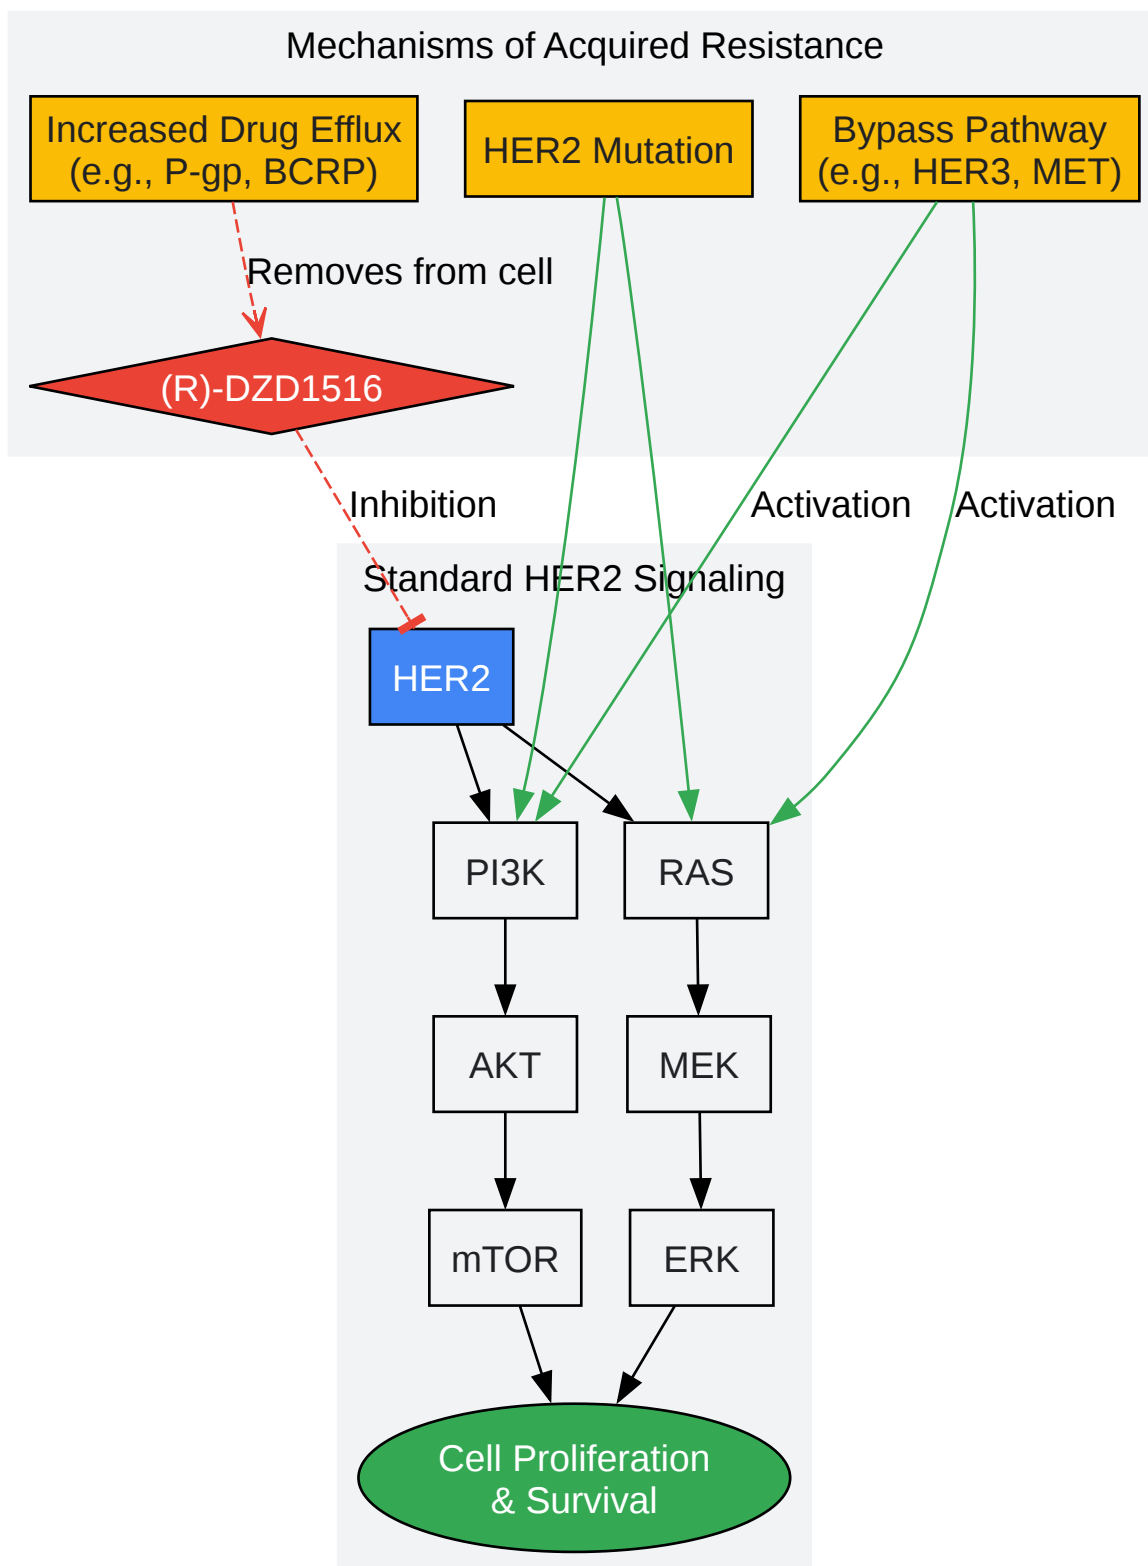 Mechanisms of Acquired Resistance
Increased Drug Efflux
(e.g., P-gp, BCRP)
HER2 Mutation
Bypass Pathway
(e.g., HER3, MET)
Removes from cell
(R)-DZD1516
Inhibition
Activation
Activation
Standard HER2 Signaling
HER2
PI3K
RAS
AKT
MEK
mTOR
ERK
Cell Proliferation
& Survival